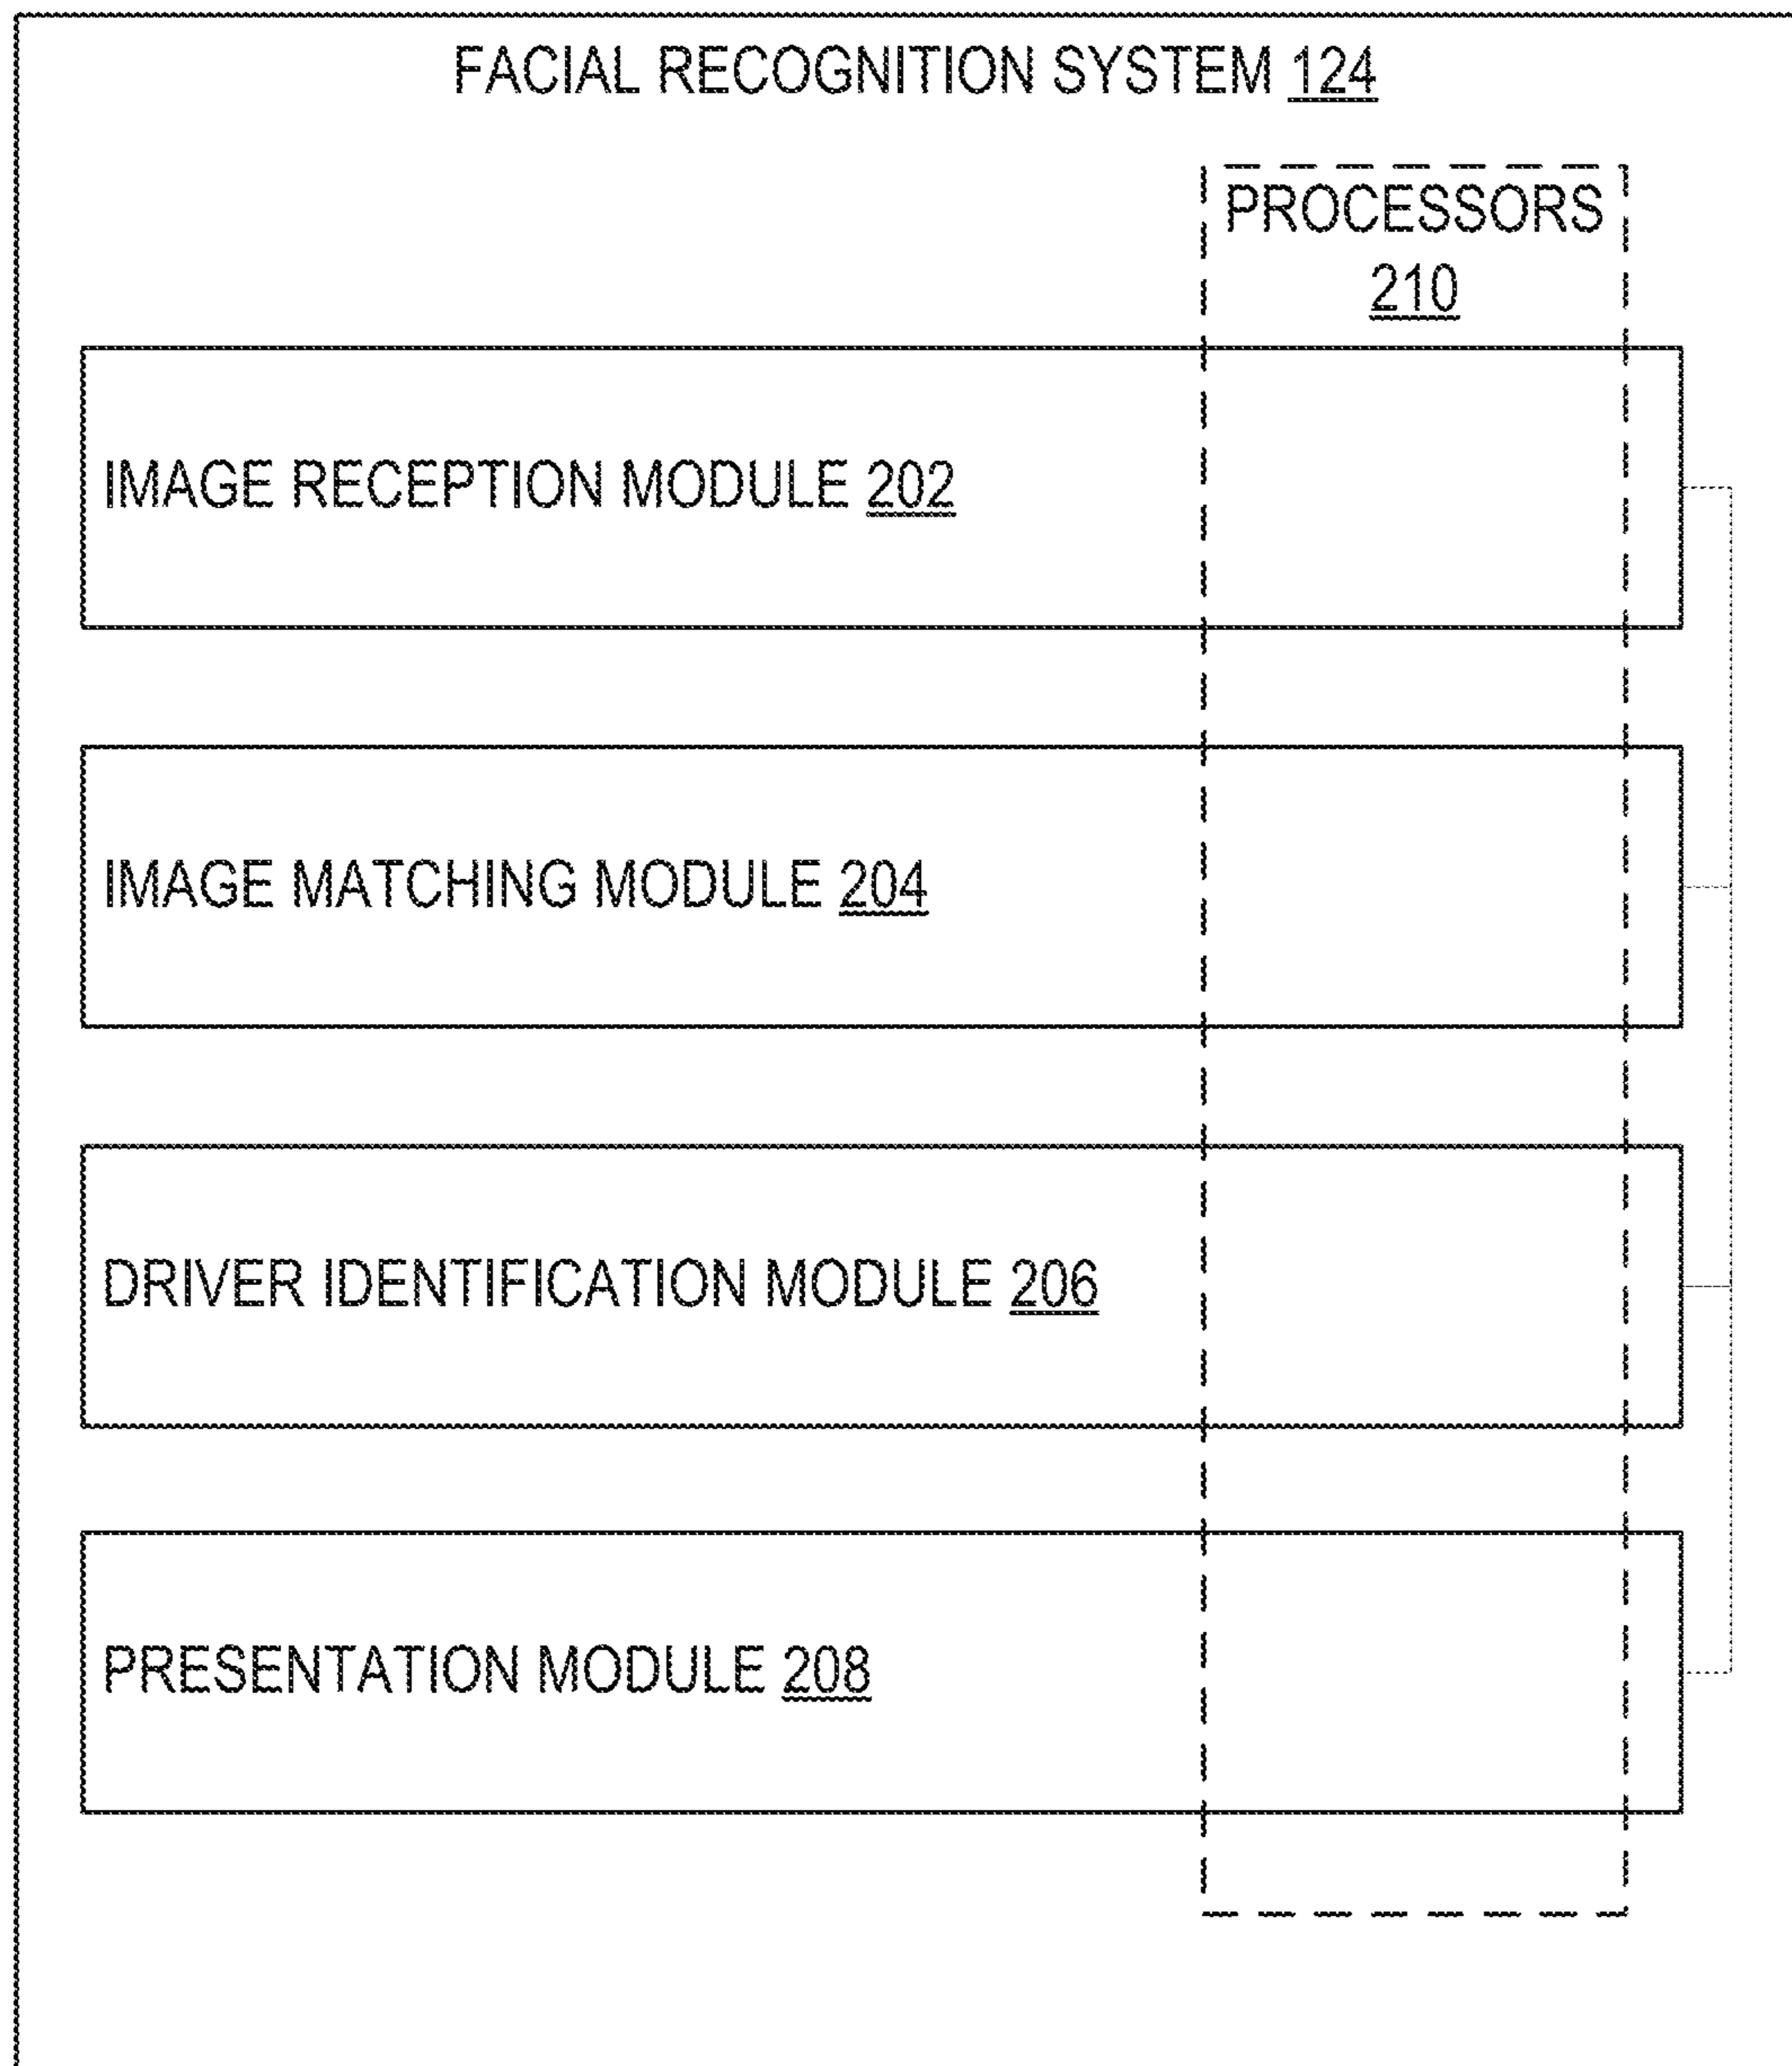 FACIAL RECOGNITION SYSTEM 124
PROCESSORS
210
IMAGE RECEPTION MODULE 202
IMAGE MATCHING MODULE 204
DRIVER IDENTIFICATION MODULE 206
PRESENTATION MODULE 208